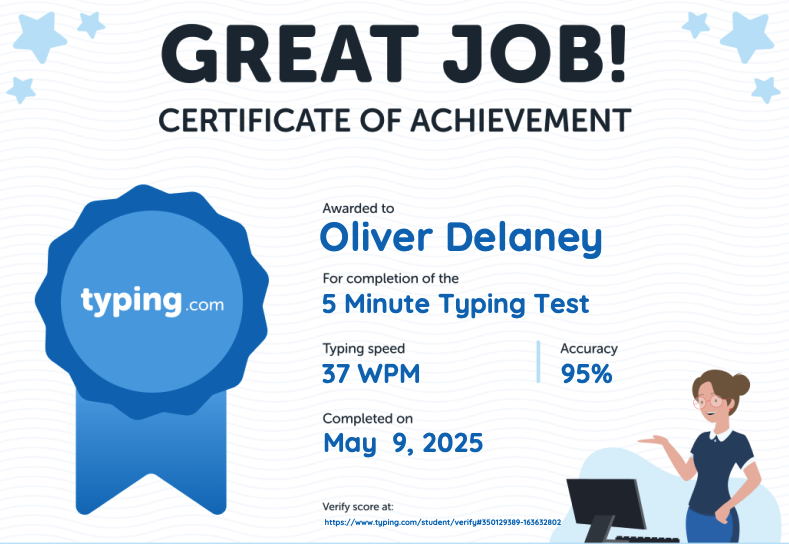 GREAT JOB!
CERTIFICATE OF ACHIEVEMENT
typing.com
Awarded to
Oliver Delaney
For completion of the
5 Minute Typing Test
Typing speed
37 WPM
Accuracy
95%
Completed on
May 9, 2025
Verify score at:
https://www.typing.com/student/verify#350129389-163632802